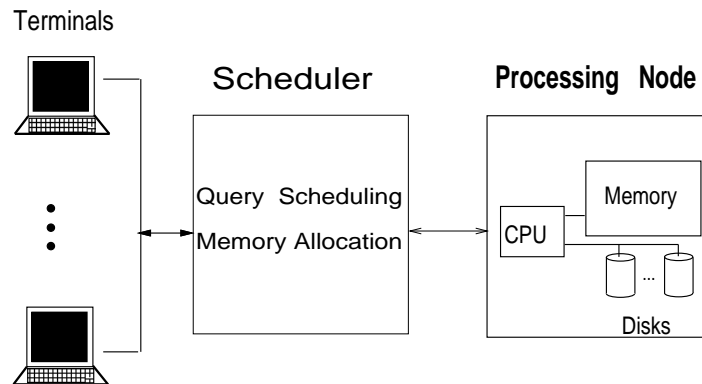 Terminals
Scheduler
Processing Node
Query Scheduling
Memory Allocation
Memory
CPU
...
Disks